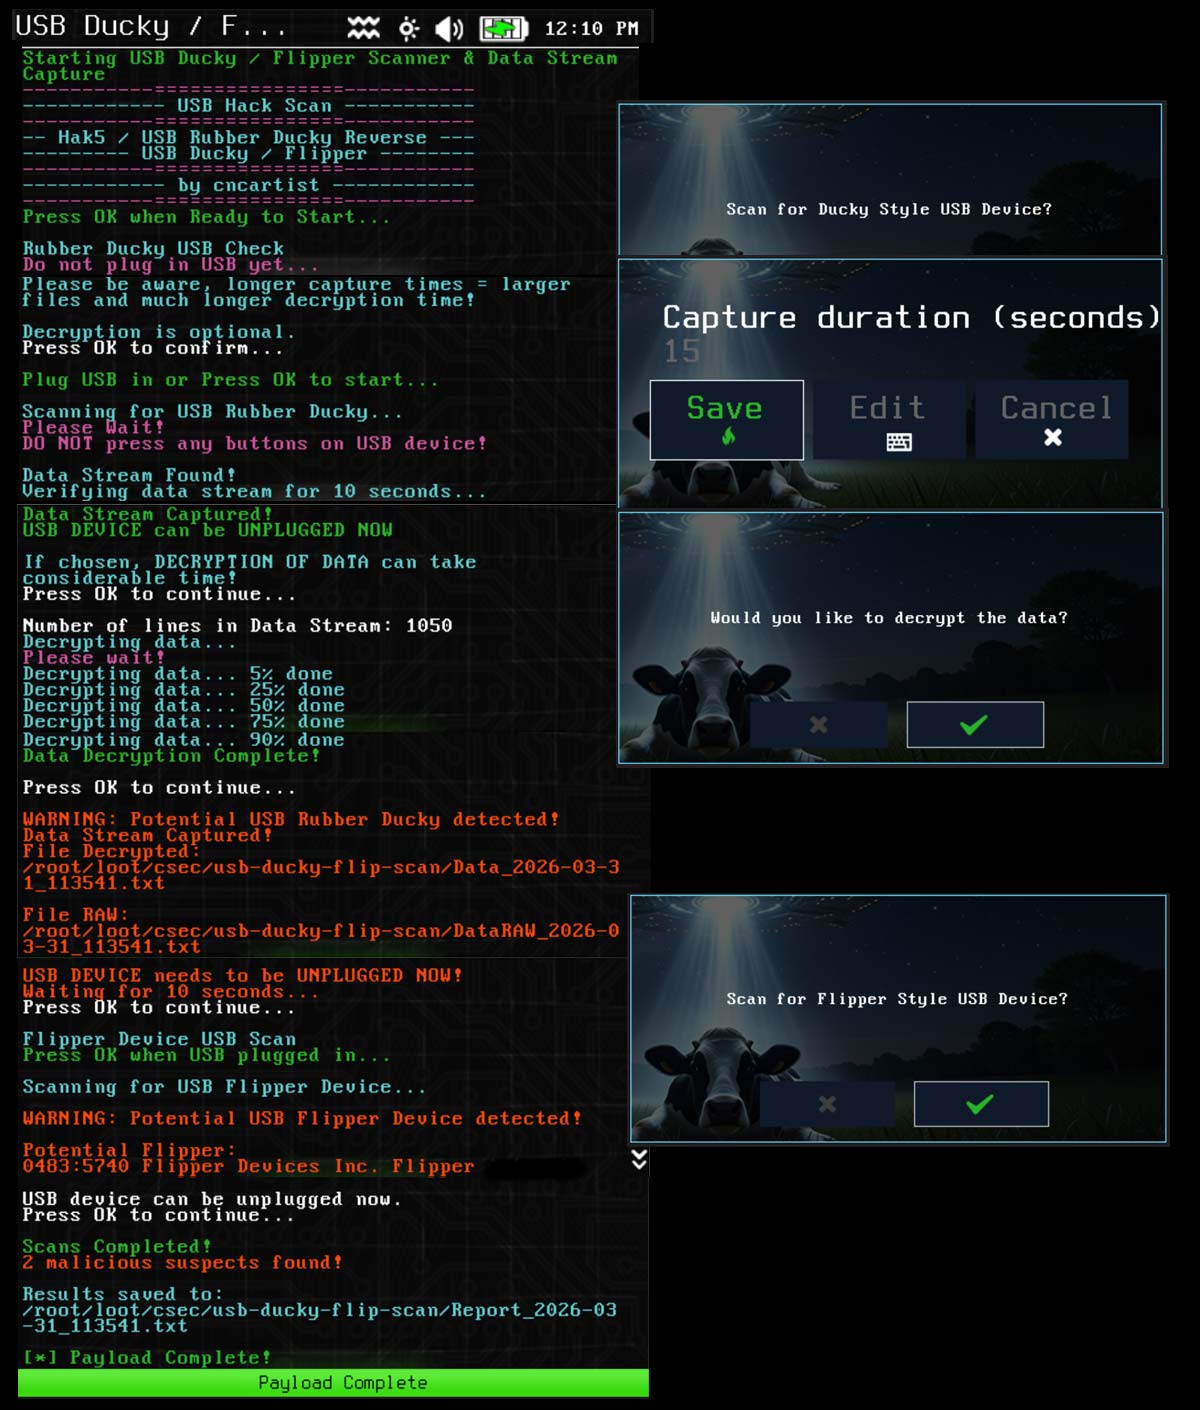 USB Ducky / F...
12:10 PM
Starting USB Ducky / Flipper Scanner & Data Stream
Capture
-----------================-----------
------------ USB Hack Scan -----------
-----------================-----------
-- Hak5 / USB Rubber Ducky Reverse ---
--------- USB Ducky / Flipper --------
-----------================-----------
------------ by cncartist ------------
-----------================-----------
Press OK when Ready to Start...
Rubber Ducky USB Check
Do not plug in USB yet...
Scan for Ducky Style USB Device?
Please be aware, longer capture times = larger
files and much longer decryption time!
Decryption is optional.
Press OK to confirm...
Capture duration (seconds)
15
Save
Edit
Cancel
Plug USB in or Press OK to start...
Scanning for USB Rubber Ducky...
Please Wait!
DO NOT press any buttons on USB device!
Data Stream Found!
Verifying data stream for 10 seconds...
Data Stream Captured!
USB DEVICE can be UNPLUGGED NOW
If chosen, DECRYPTION OF DATA can take
considerable time!
Press OK to continue...
Would you like to decrypt the data?
Number of lines in Data Stream: 1050
Decrypting data...
Please wait!
Decrypting data... 5% done
Decrypting data... 25% done
Decrypting data... 50% done
Decrypting data... 75% done
Decrypting data... 90% done
Data Decryption Complete!
Press OK to continue...
WARNING: Potential USB Rubber Ducky detected!
Data Stream Captured!
File Decrypted:
/root/loot/csec/usb-ducky-flip-scan/Data_2026-03-3
1_113541.txt
File RAW:
/root/loot/csec/usb-ducky-flip-scan/DataRAW_2026-0
3-31_113541.txt
USB DEVICE needs to be UNPLUGGED NOW!
Waiting for 10 seconds...
Press OK to continue...
Scan for Flipper Style USB Device?
Flipper Device USB Scan
Press OK when USB plugged in...
Scanning for USB Flipper Device...
WARNING: Potential USB Flipper Device detected!
Potential Flipper:
0483:5740 Flipper Devices Inc. Flipper
USB device can be unplugged now.
Press OK to continue...
Scans Completed!
2 malicious suspects found!
Results saved to:
/root/loot/csec/usb-ducky-flip-scan/Report_2026-03
-31_113541.txt
[*] Payload Complete!
Payload Complete